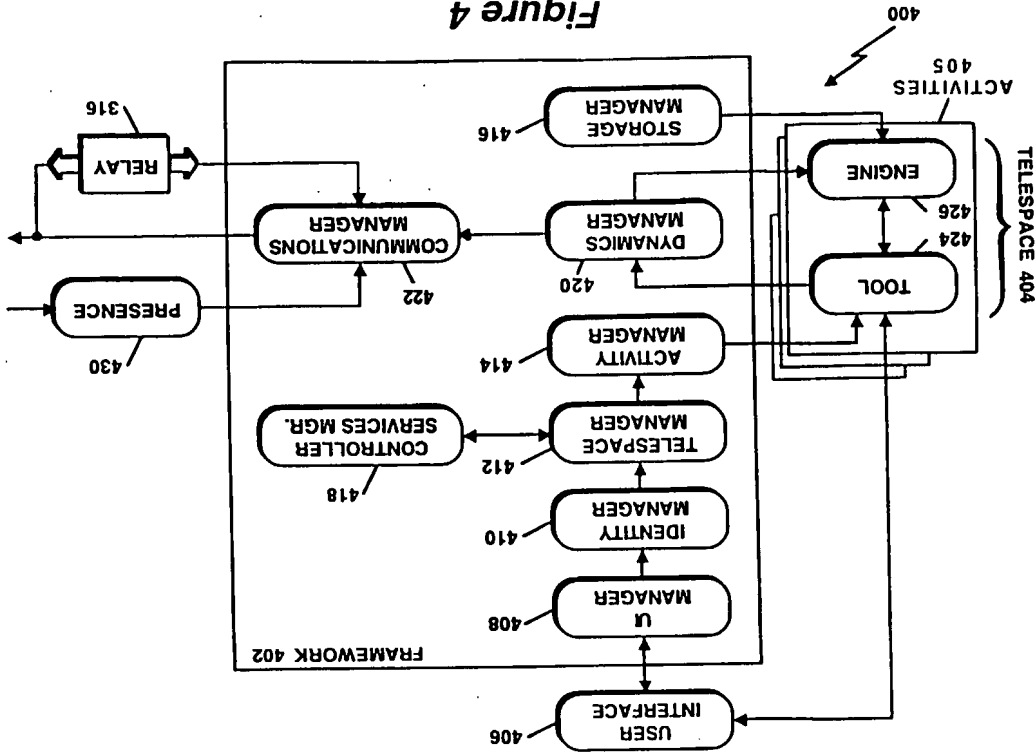 USER
INTERFACE
406
FRAMEWORK 402
UI
MANAGER
408
IDENTITY
MANAGER
410
TELESPACE
MANAGER
412
CONTROLLER
SERVICES MGR.
418
ACTIVITY
MANAGER
414
TELESPACE 404
TOOL
424
ENGINE
426
ACTIVITIES
405
DYNAMICS
MANAGER
420
COMMUNICATIONS
MANAGER
422
PRESENCE
430
RELAY
316
STORAGE
MANAGER
416
400
Figure 4